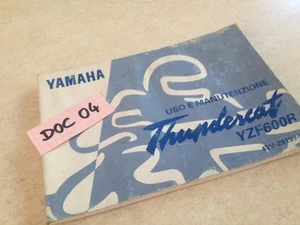 YAMAHA
DOC 04
USO E MANUTENZIONE
Thundercat
YZF600R